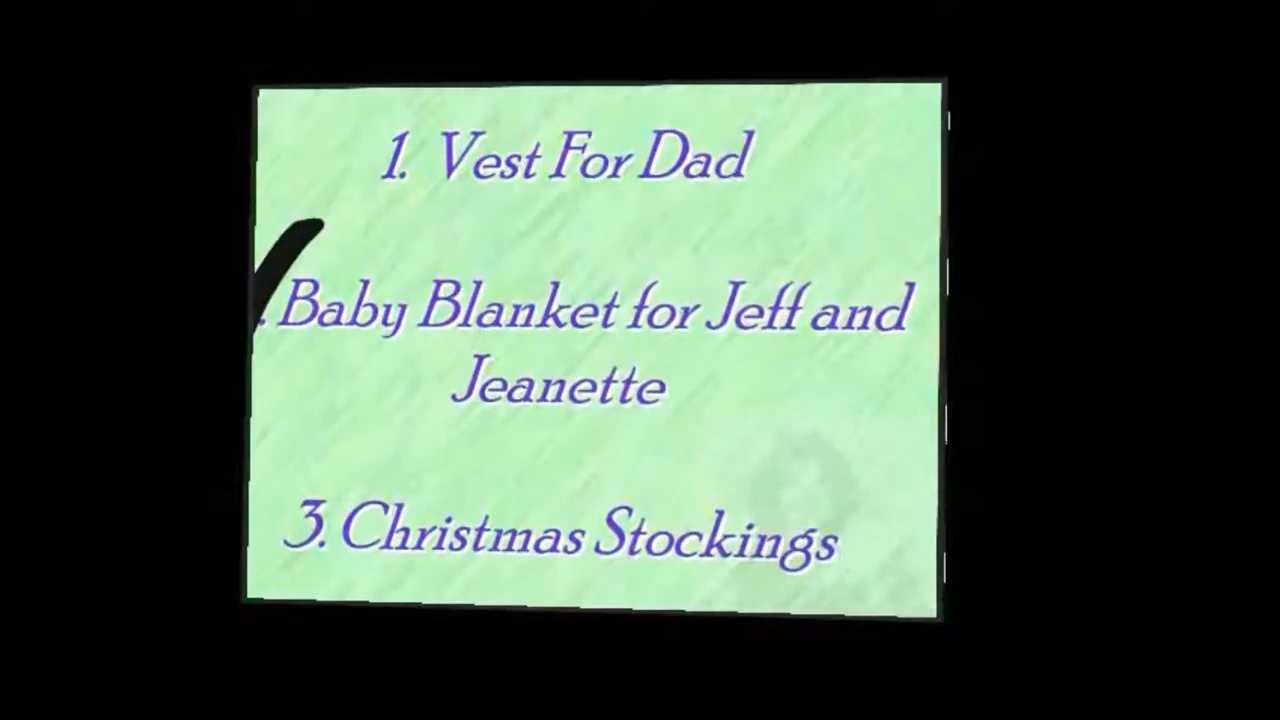 1. Vest For Dad
. Baby Blanket for Jeff and
Jeanette
3. Christmas Stockings